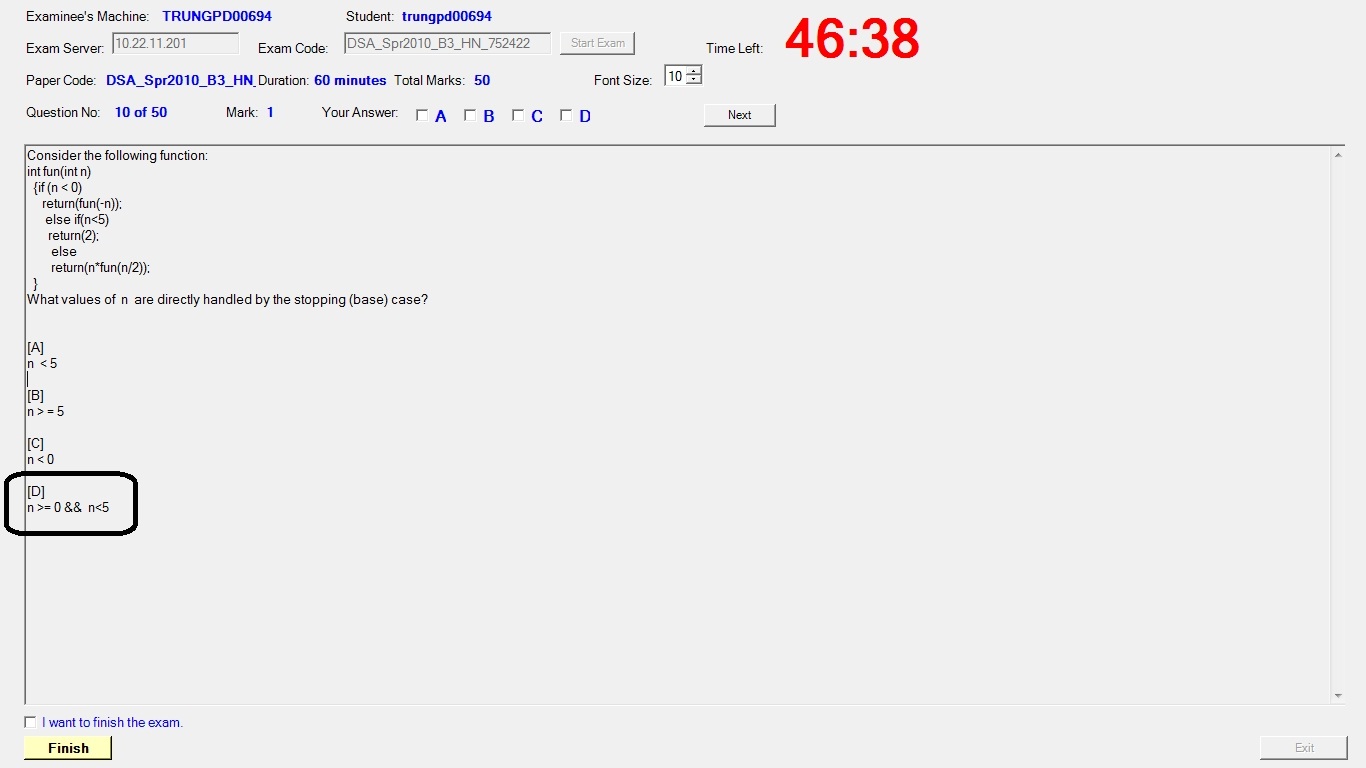 Examinee's Machine: TRUNGPD00694 Student: trungpd00694
46:38
Exam Server: 10.22.11.201 Exam Code: DSA_Spr2010_B3_HN_752422 Start Exam Time Left:
Paper Code: DSA_Spr2010_B3_HN_ Duration: 60 minutes Total Marks: 50 Font Size: 10
Question No: 10 of 50 Mark: 1 Your Answer: A B C D Next
Consider the following function:
int fun(int n)
{if (n < 0)
return(fun(-n));
else if(n<5)
return(2);
else
return(n*fun(n/2));
}
What values of n are directly handled by the stopping (base) case?
[A]
n < 5
[B]
n > = 5
[C]
n < 0
[D]
n >= 0 && n<5
I want to finish the exam.
Finish Exit